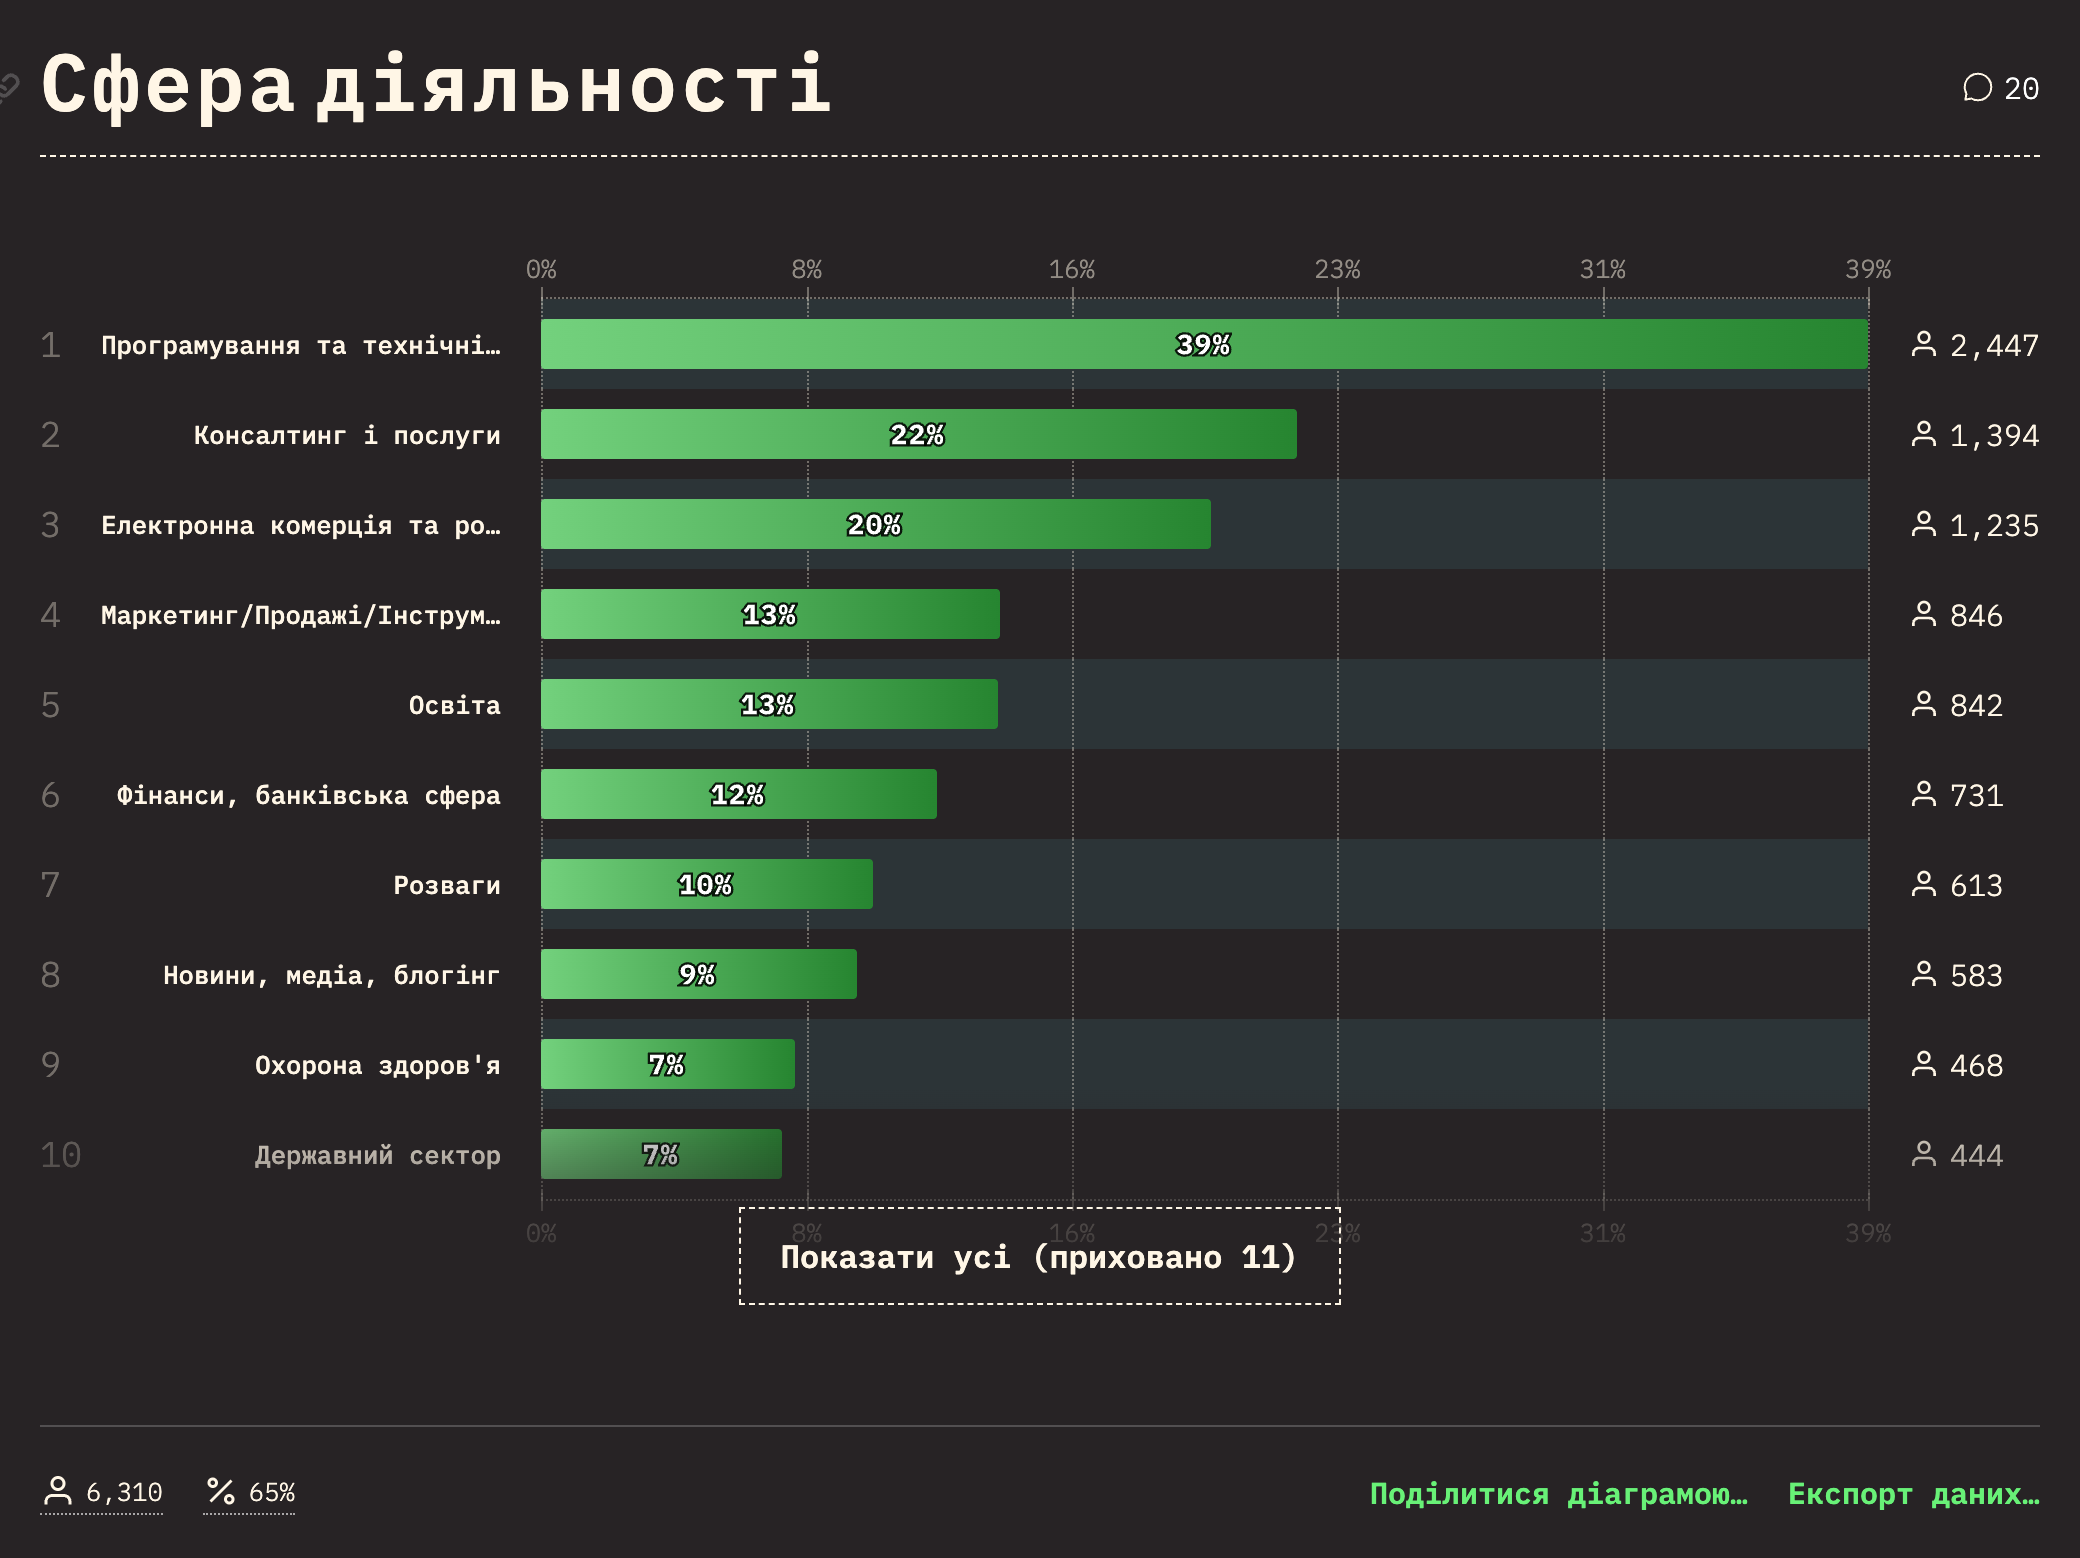 Сфера діяльності
20
0% 8% 16% 23% 31% 39%
1 Програмування та технічні… 39% 2,447
2 Консалтинг і послуги 22% 1,394
3 Електронна комерція та ро… 20% 1,235
4 Маркетинг/Продажі/Інструм… 13% 846
5 Освіта 13% 842
6 Фінанси, банківська сфера 12% 731
7 Розваги 10% 613
8 Новини, медіа, блогінг 9% 583
9 Охорона здоров'я 7% 468
10 Державний сектор 7% 444
0% 8% 16% 23% 31% 39%
Показати усі (приховано 11)
6,310 % 65% Поділитися діаграмою… Експорт даних…